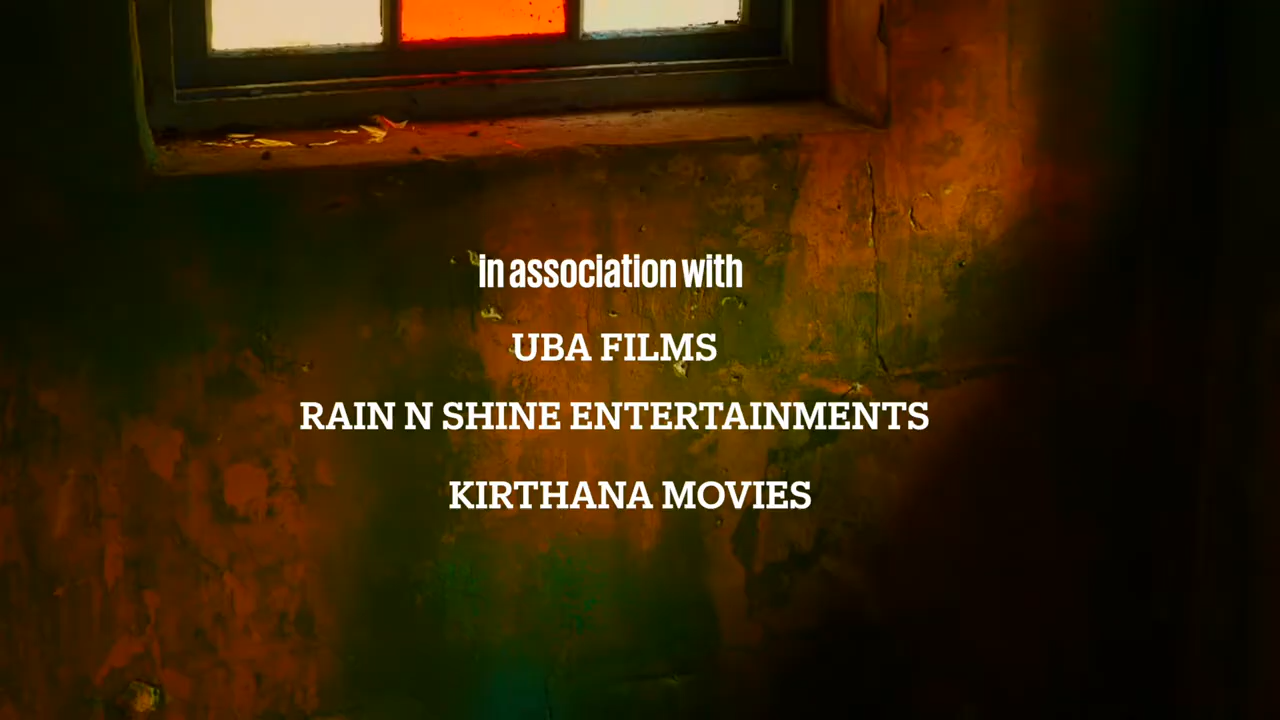 in association with
UBA FILMS
RAIN N SHINE ENTERTAINMENTS
KIRTHANA MOVIES